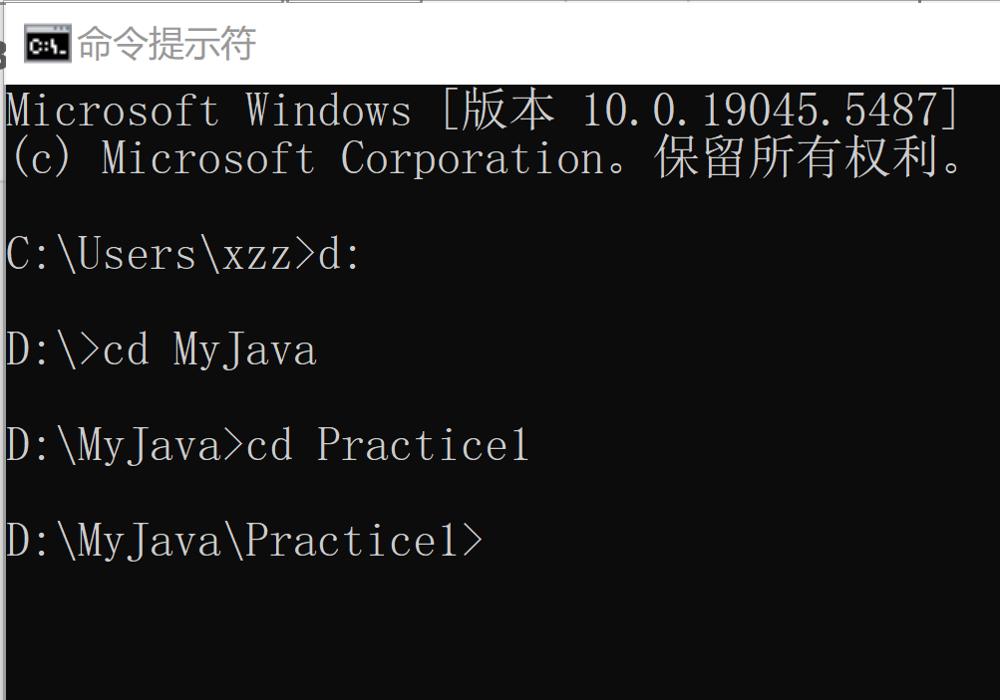 命令提示符
Microsoft Windows [版本 10.0.19045.5487]
(c) Microsoft Corporation。保留所有权利。
C:\Users\xzz>d:
D:\>cd MyJava
D:\MyJava>cd Practice1
D:\MyJava\Practice1>